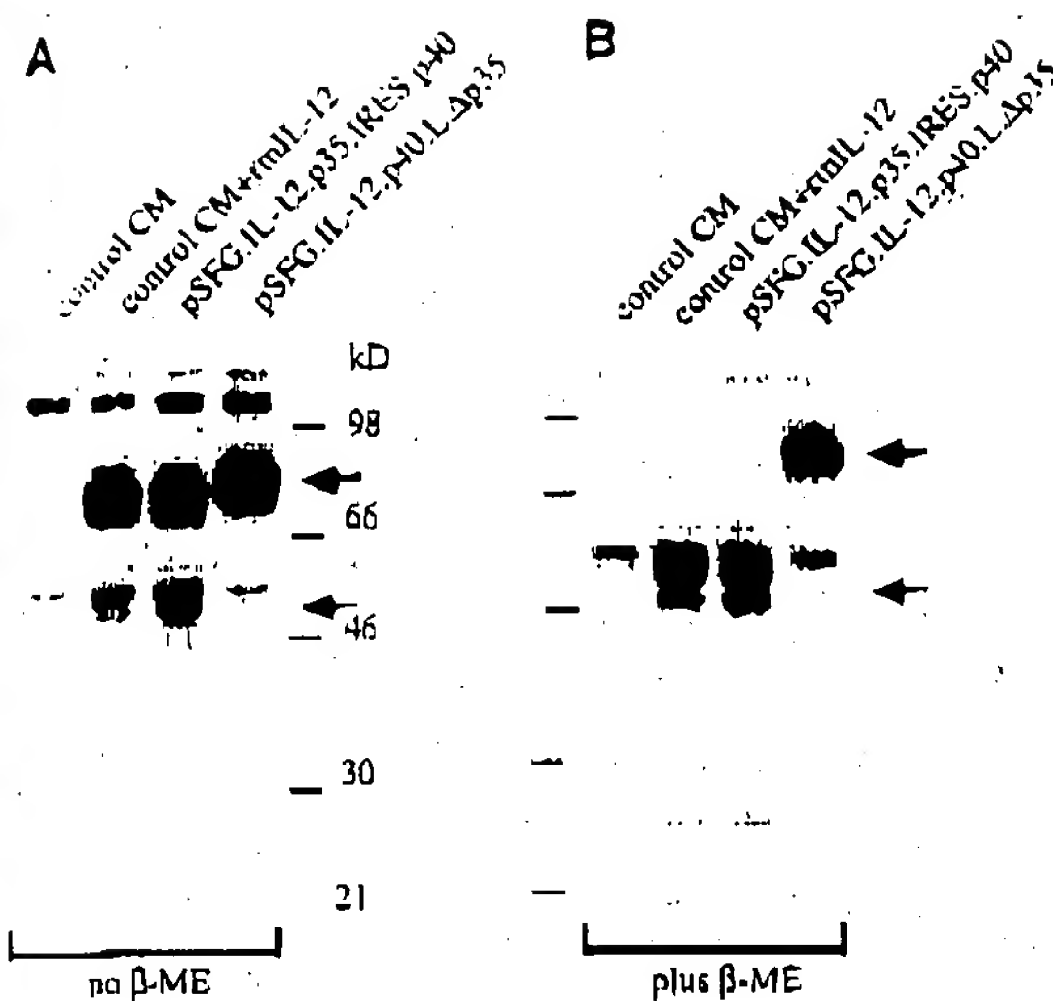 A
control CM
control CM+rmIL-12
pSFG.IL-12.p35.IRES.p40
pSFG.IL-12.p40.L.Δp35
kD
98
66
46
30
21
no β-ME
B
control CM
control CM+rmIL-12
pSFG.IL-12.p35.IRES.p40
pSFG.IL-12.p40.L.Δp35
plus β-ME